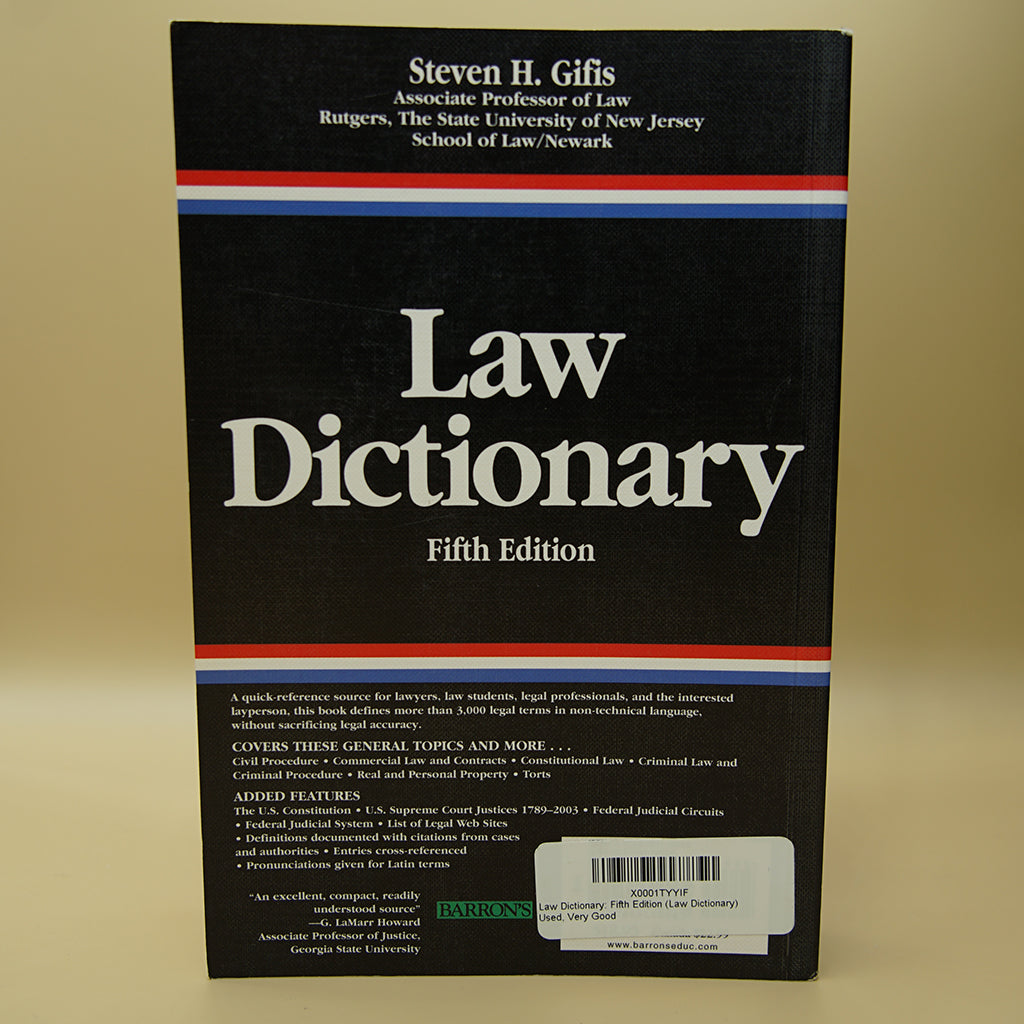 Steven H. Gifis
Associate Professor of Law
Rutgers, The State University of New Jersey
School of Law/Newark
Law
Dictionary
Fifth Edition
A quick-reference source for lawyers, law students, legal professionals, and the interested
layperson, this book defines more than 3,000 legal terms in non-technical language,
without sacrificing legal accuracy.
COVERS THESE GENERAL TOPICS AND MORE . . .
Civil Procedure • Commercial Law and Contracts • Constitutional Law • Criminal Law and
Criminal Procedure • Real and Personal Property • Torts
ADDED FEATURES
The U.S. Constitution • U.S. Supreme Court Justices 1789–2003 • Federal Judicial Circuits
• Federal Judicial System • List of Legal Web Sites
• Definitions documented with citations from cases
and authorities • Entries cross-referenced
• Pronunciations given for Latin terms
"An excellent, compact, readily
understood source"
—G. LaMarr Howard
Associate Professor of Justice,
Georgia State University
BARRON'S
X0001TYYIF
Law Dictionary: Fifth Edition (Law Dictionary)
Used, Very Good
www.barronseduc.com